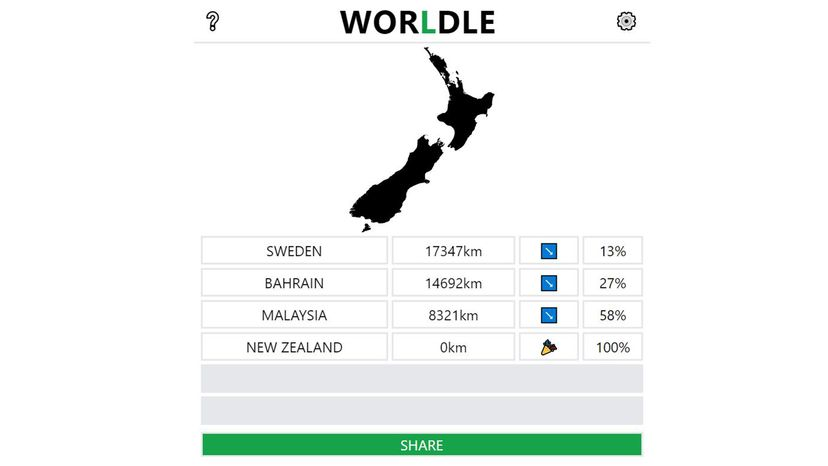 ?
WORLDLE
SWEDEN 17347km ↘ 13%
BAHRAIN 14692km ↘ 27%
MALAYSIA 8321km ↘ 58%
NEW ZEALAND 0km 100%
SHARE